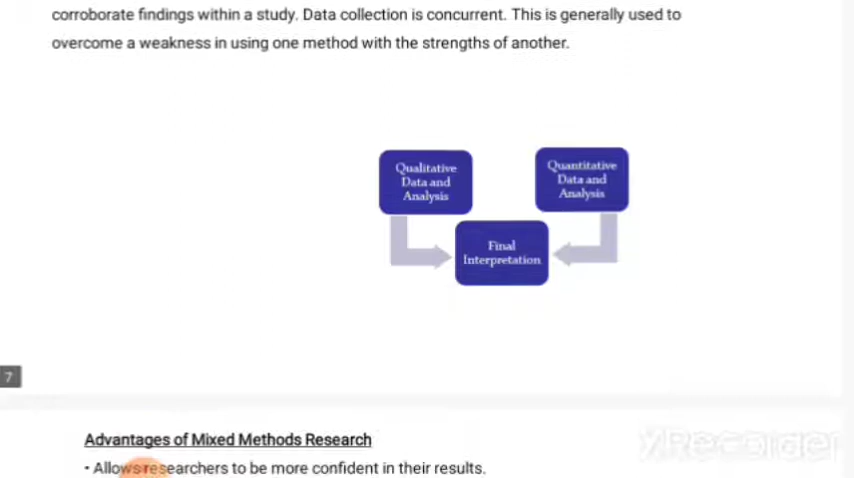 corroborate findings within a study. Data collection is concurrent. This is generally used to
overcome a weakness in using one method with the strengths of another.
Qualitative
Data and
Analysis
Quantitative
Data and
Analysis
Final
Interpretation
7
Advantages of Mixed Methods Research
• Allows researchers to be more confident in their results.
XRecorder